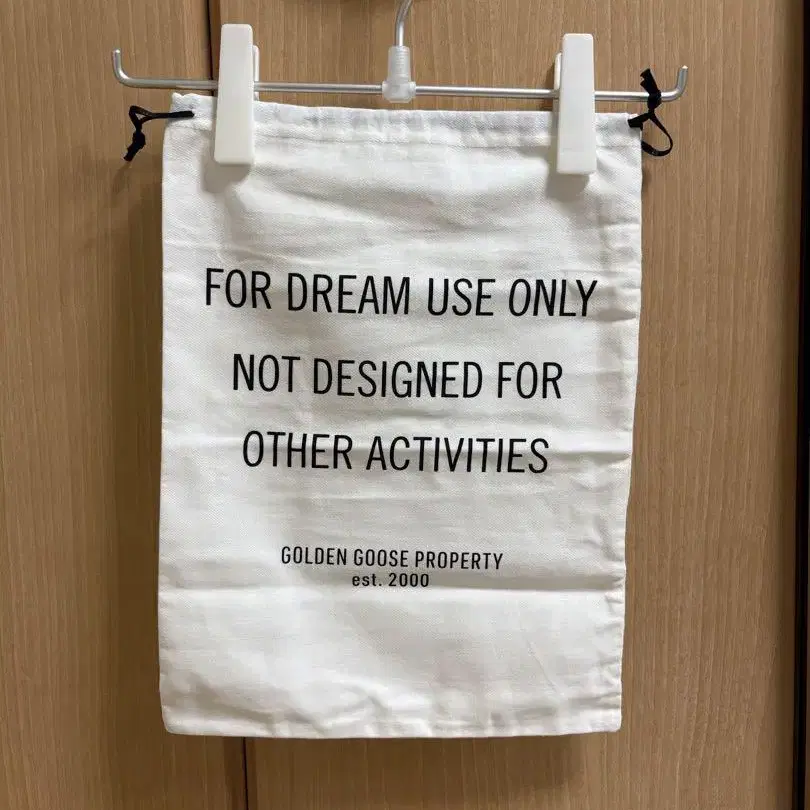 FOR DREAM USE ONLY
NOT DESIGNED FOR
OTHER ACTIVITIES
GOLDEN GOOSE PROPERTY
est. 2000